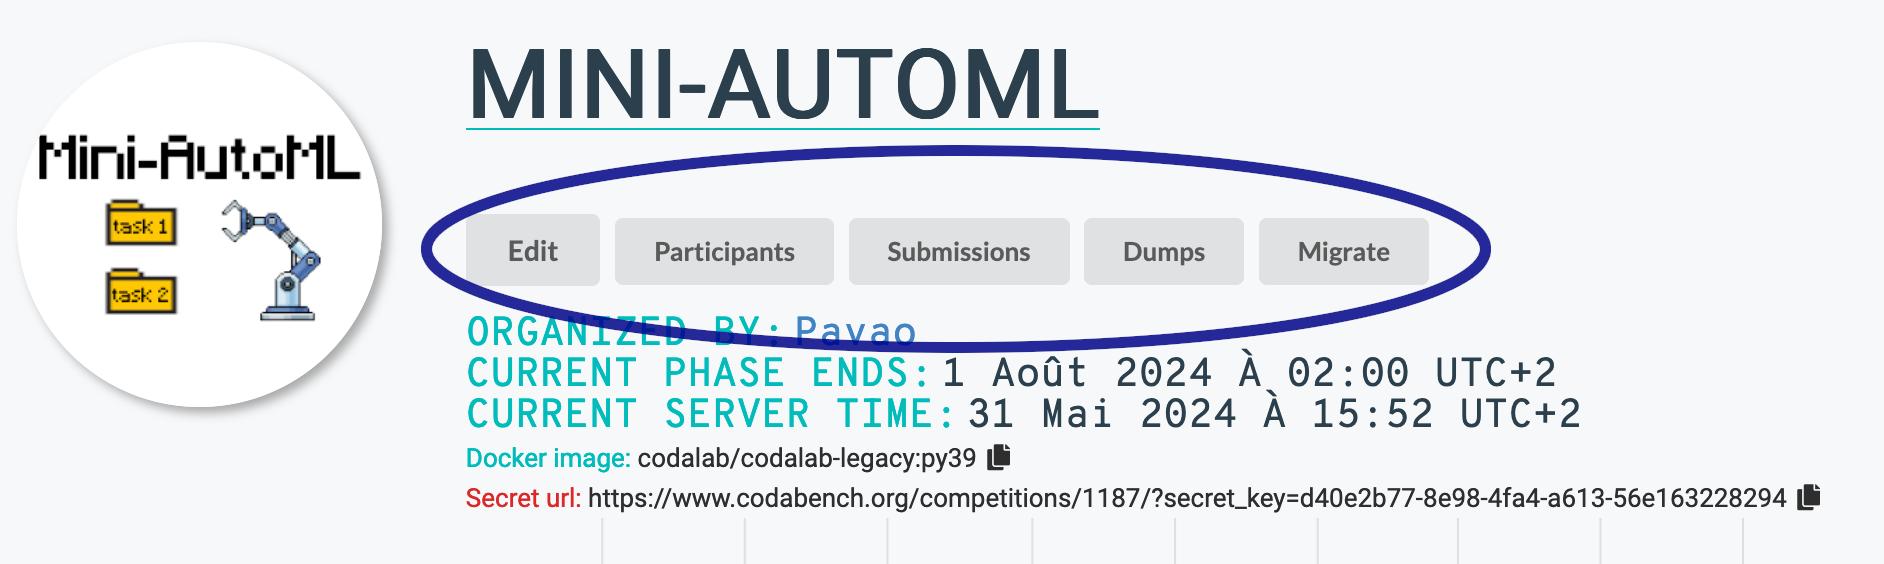 MINI-AUTOML
Mini-AutoML
task 1
task 2
Edit Participants Submissions Dumps Migrate
ORGANIZED BY: Pavao
CURRENT PHASE ENDS: 1 Août 2024 À 02:00 UTC+2
CURRENT SERVER TIME: 31 Mai 2024 À 15:52 UTC+2
Docker image: codalab/codalab-legacy:py39
Secret url: https://www.codabench.org/competitions/1187/?secret_key=d40e2b77-8e98-4fa4-a613-56e163228294